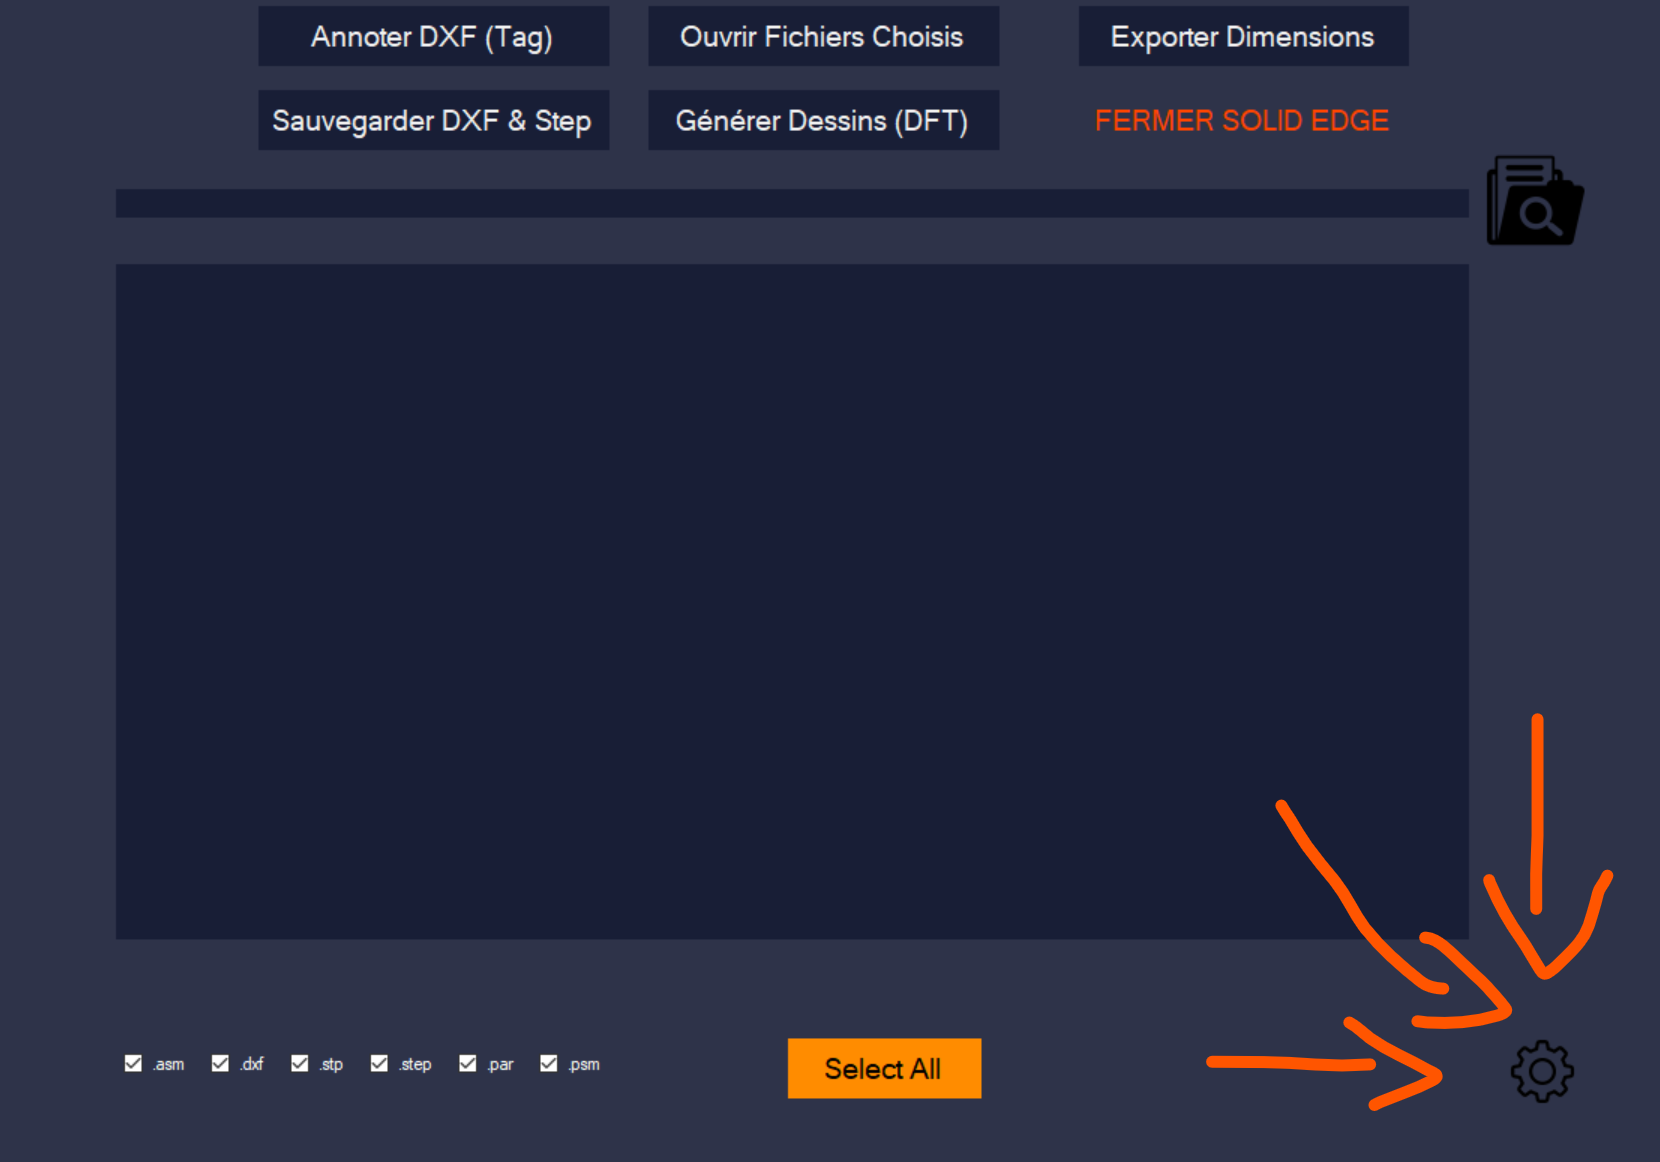 Annoter DXF (Tag) Ouvrir Fichiers Choisis Exporter Dimensions
Sauvegarder DXF & Step Générer Dessins (DFT) FERMER SOLID EDGE
.asm .dxf .stp .step .par .psm Select All